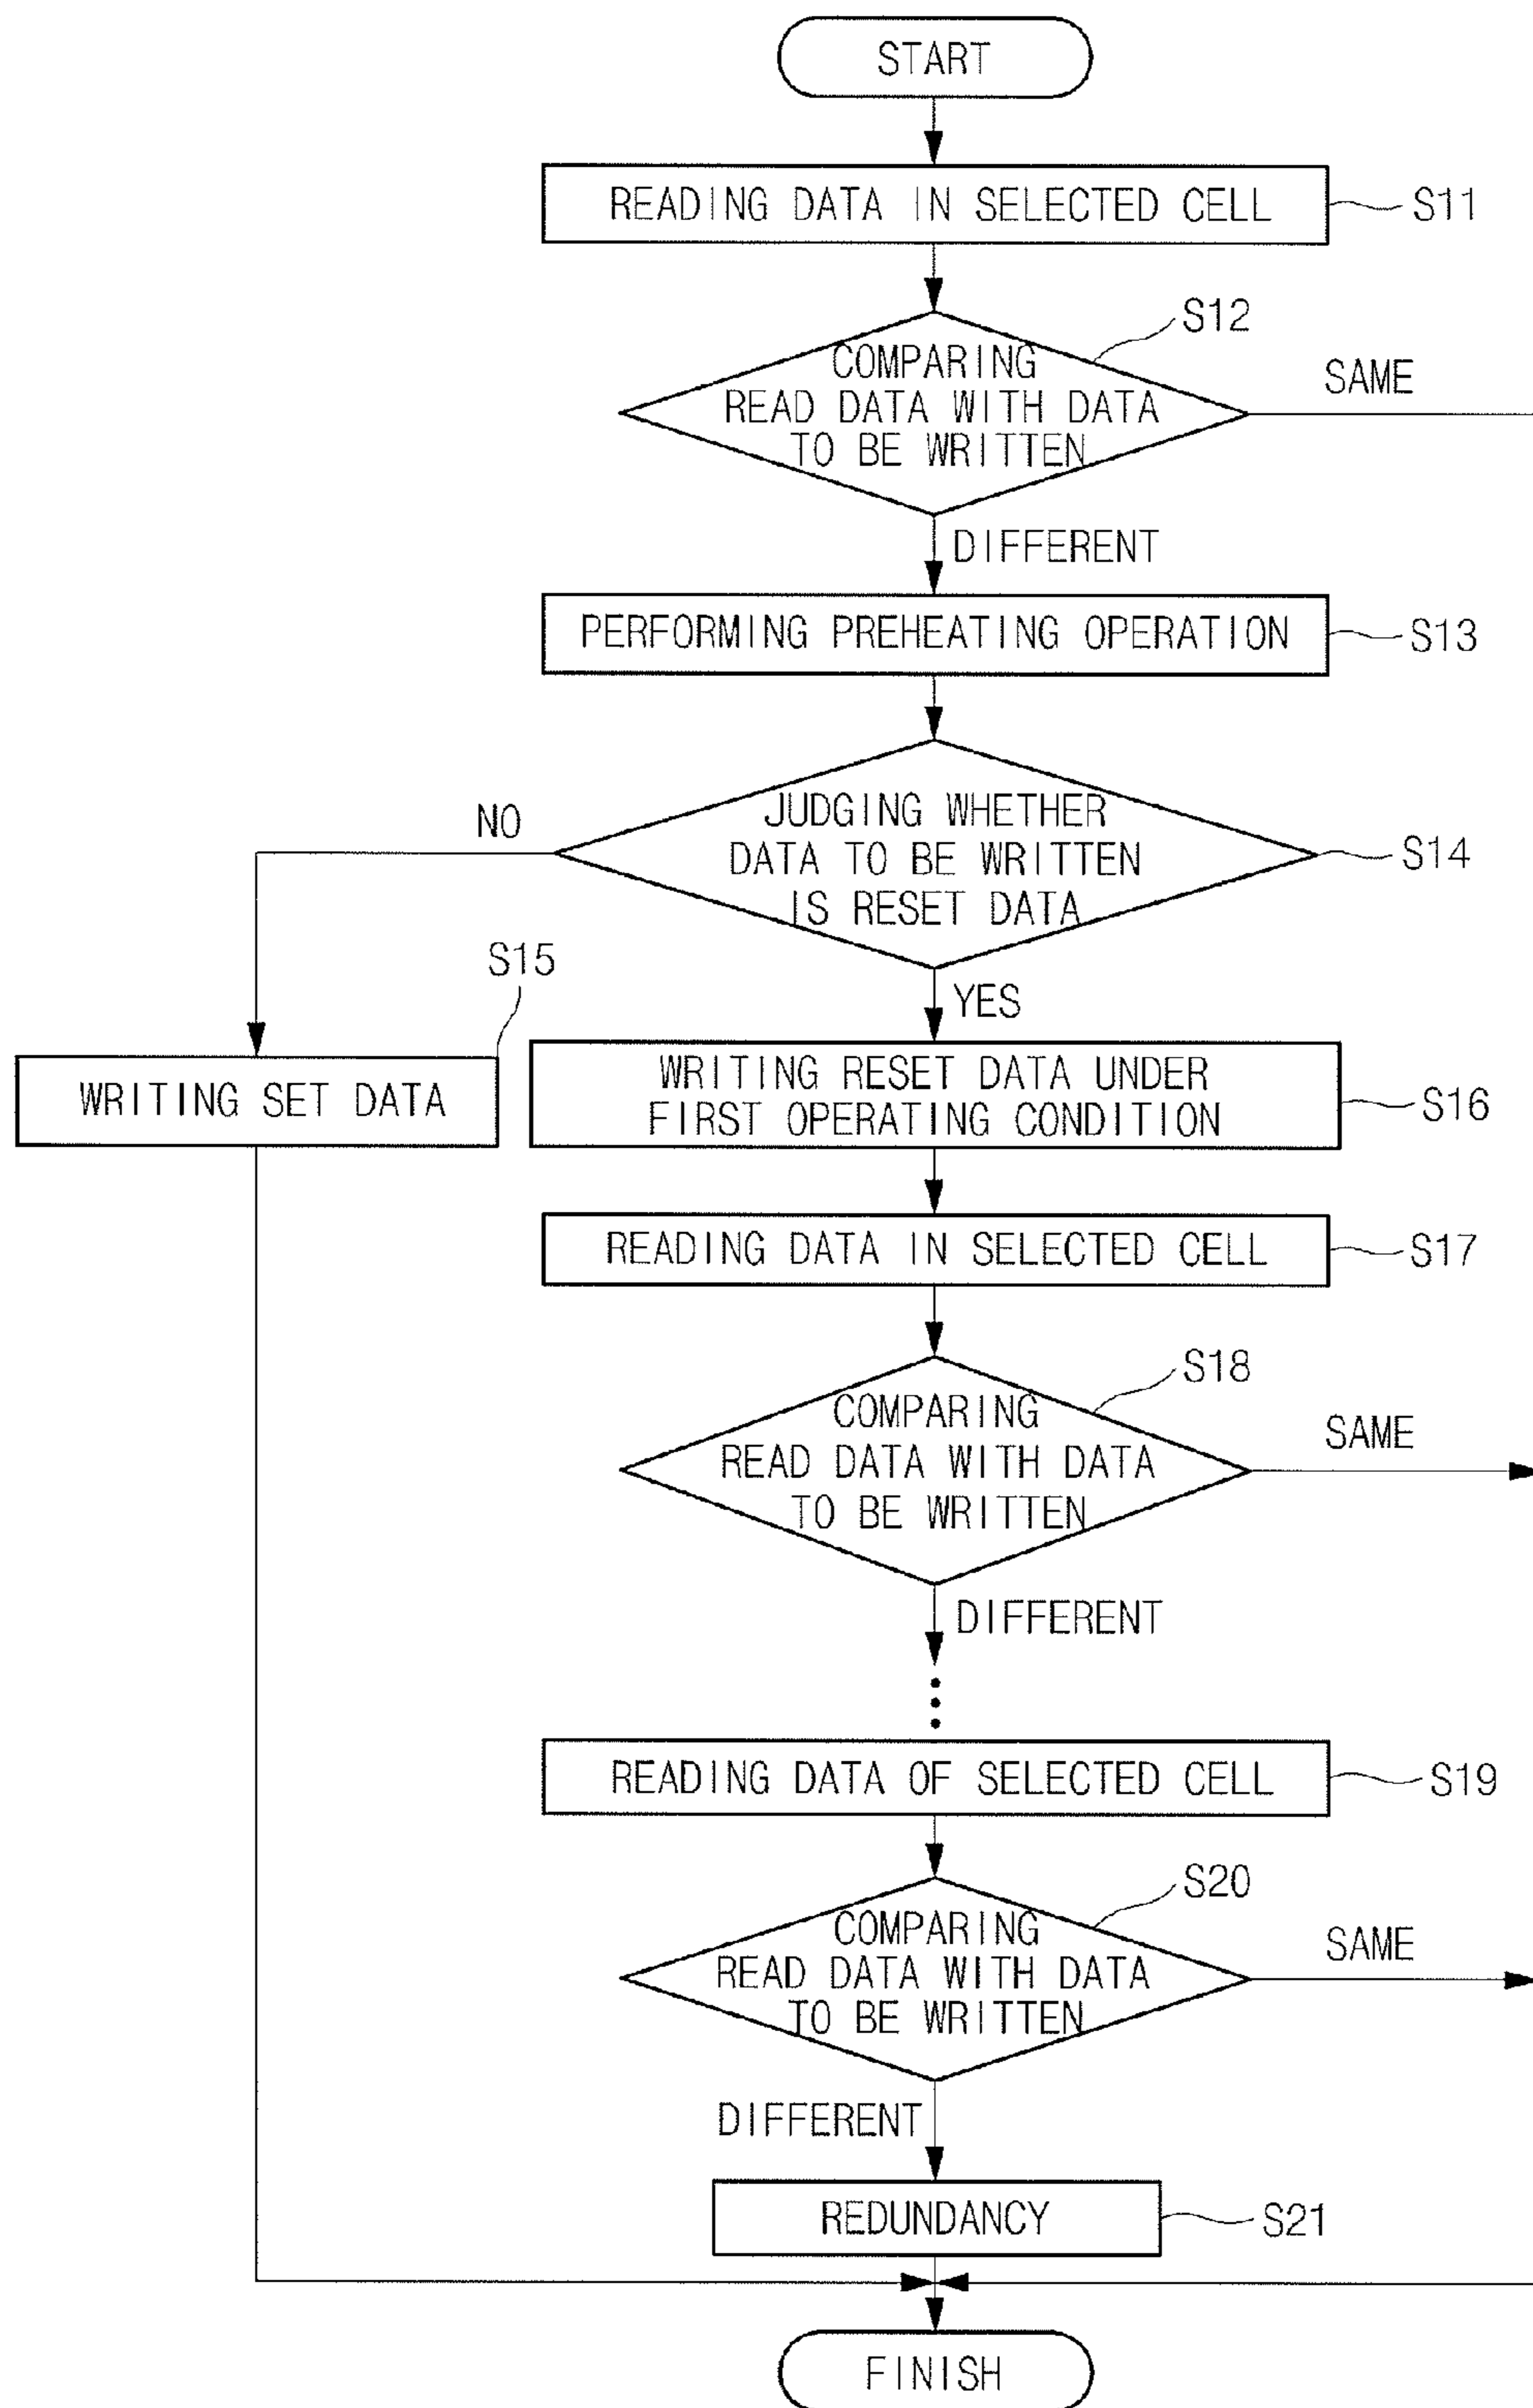 START
READING DATA IN SELECTED CELL
S11
S12
COMPARING
READ DATA WITH DATA
TO BE WRITTEN
SAME
DIFFERENT
PERFORMING PREHEATING OPERATION
S13
JUDGING WHETHER
DATA TO BE WRITTEN
IS RESET DATA
NO
S14
S15
YES
WRITING SET DATA
WRITING RESET DATA UNDER
FIRST OPERATING CONDITION
S16
READING DATA IN SELECTED CELL
S17
S18
COMPARING
READ DATA WITH DATA
TO BE WRITTEN
SAME
DIFFERENT
READING DATA OF SELECTED CELL
S19
S20
COMPARING
READ DATA WITH DATA
TO BE WRITTEN
SAME
DIFFERENT
REDUNDANCY
S21
FINISH